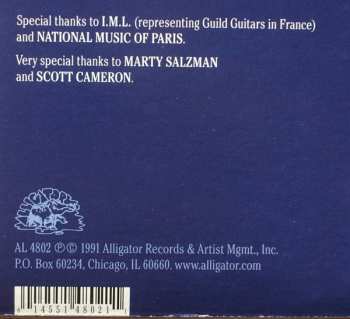 Special thanks to I.M.L. (representing Guild Guitars in France)
and NATIONAL MUSIC OF PARIS.
Very special thanks to MARTY SALZMAN
and SCOTT CAMERON.
AL 4802 ℗© 1991 Alligator Records & Artist Mgmt., Inc.
P.O. Box 60234, Chicago, IL 60660. www.alligator.com
14551 48021